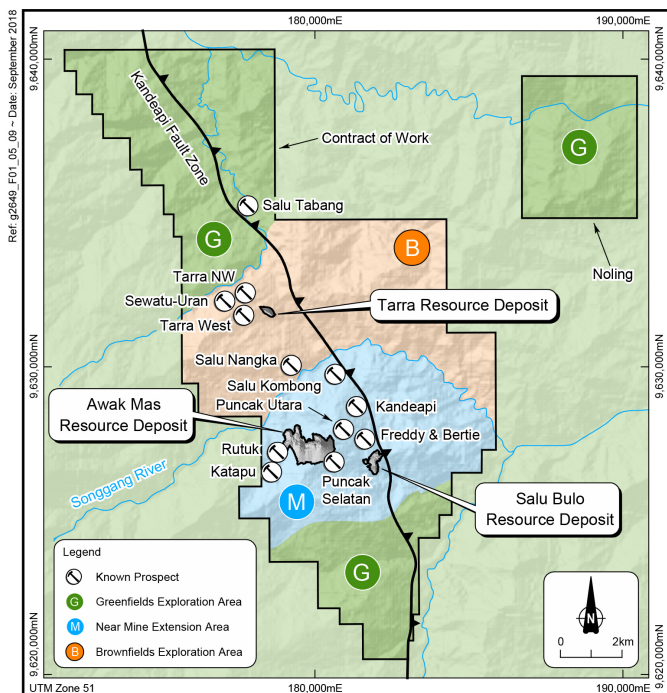 Ref: g2649_F01_05_09 ~ Date: September 2018
180,000mE
190,000mE
9,640,000mN
9,640,000mN
Kandeapi Fault Zone
Contract of Work
G
Salu Tabang
G
B
Noling
Tarra NW
Sewatu-Uran
Tarra West
Tarra Resource Deposit
9,630,000mN
9,630,000mN
Salu Nangka
Salu Kombong
Puncak Utara
Kandeapi
Awak Mas
Resource Deposit
Freddy & Bertie
Rutuki
Katapu
Puncak
Selatan
Songgang River
M
Salu Bulo
Resource Deposit
G
Legend
Known Prospect
G Greenfields Exploration Area
M Near Mine Extension Area
B Brownfields Exploration Area
N
0 2km
9,620,000mN
9,620,000mN
UTM Zone 51
180,000mE
190,000mE